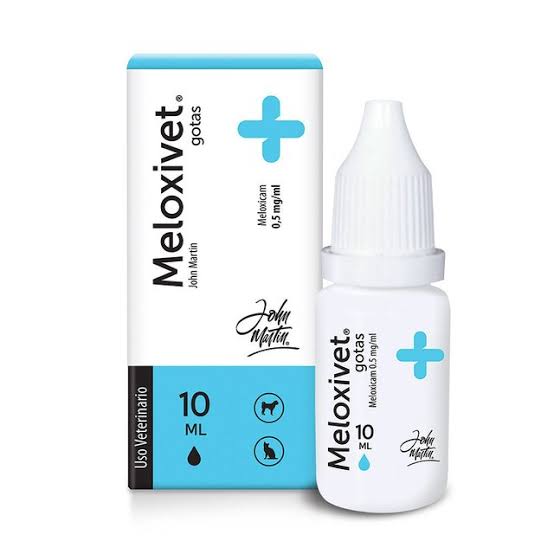 Meloxivet®
gotas
John Martin
Meloxicam
0,5 mg/ml
John
Martin®
Uso Veterinario
10
ML
Meloxivet®
gotas
Meloxicam 0.5 mg/ml
10
ML
John
Martin®